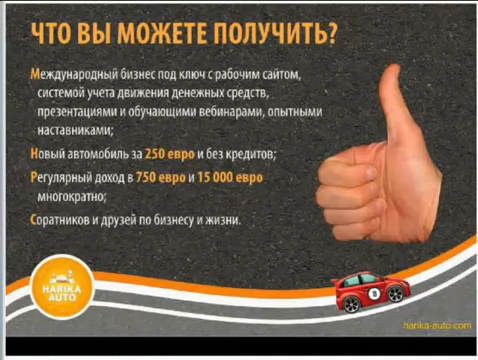 ЧТО ВЫ МОЖЕТЕ ПОЛУЧИТЬ?
Международный бизнес под ключ с рабочим сайтом,
системой учета движения денежных средств,
презентациями и обучающими вебинарами, опытными
наставниками;
Новый автомобиль за 250 евро и без кредитов;
Регулярный доход в 750 евро и 15 000 евро
многократно;
Соратников и друзей по бизнесу и жизни.
HARIKA
AUTO
8
harika-auto.com